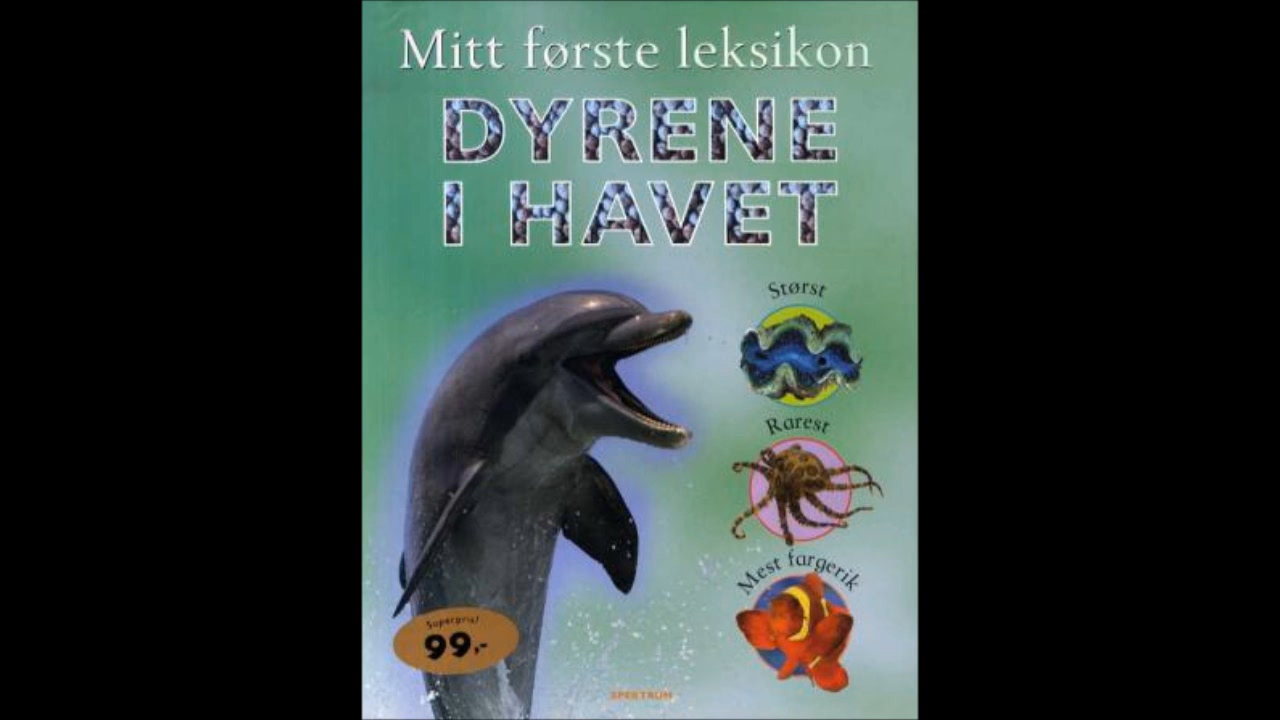 Mitt første leksikon
DYRENE
I HAVET
Størst
Rarest
Mest fargerik
Superpris!
99,-
SPEKTRUM